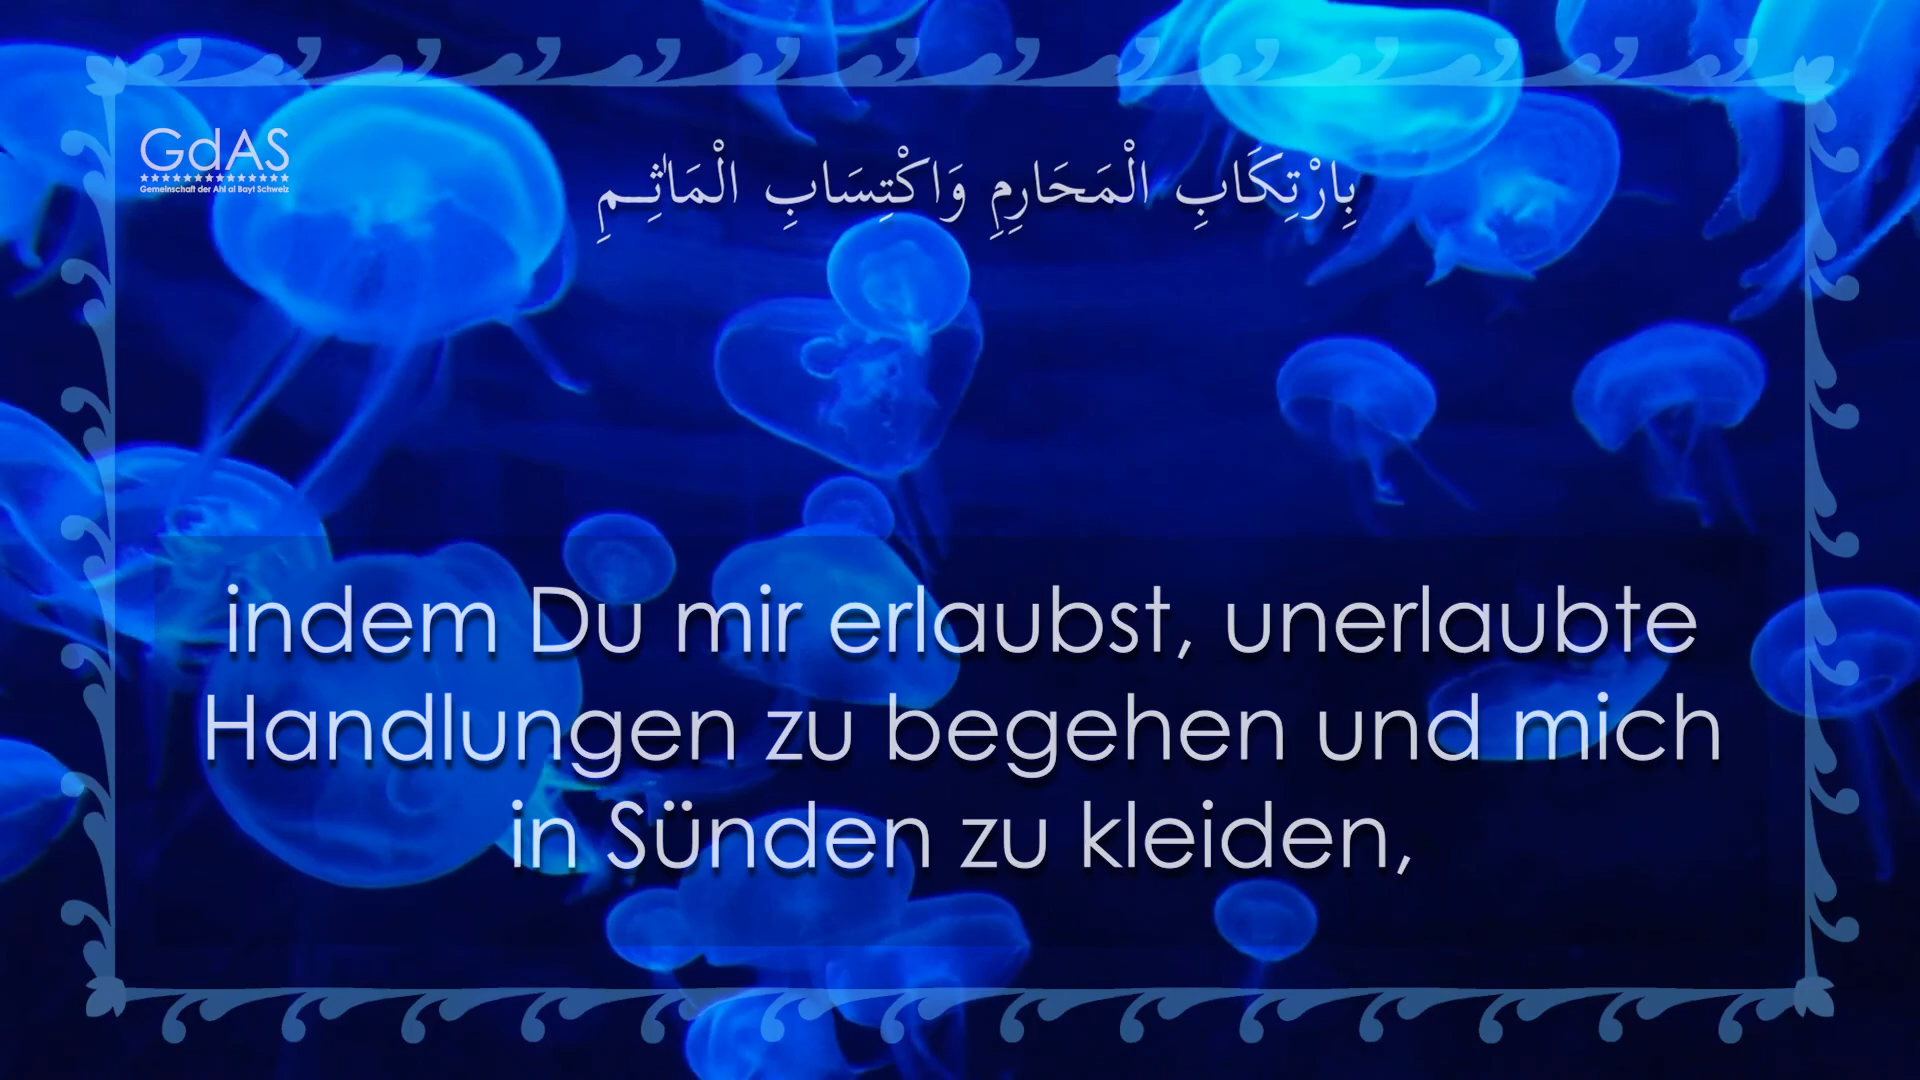 GdAS
Gemeinschaft der Ahl al Bayt Schweiz
بِارْتِكَابِ الْمَحَارِمِ وَاكْتِسَابِ الْمَاٰثِـمِ
indem Du mir erlaubst, unerlaubte
Handlungen zu begehen und mich
in Sünden zu kleiden,